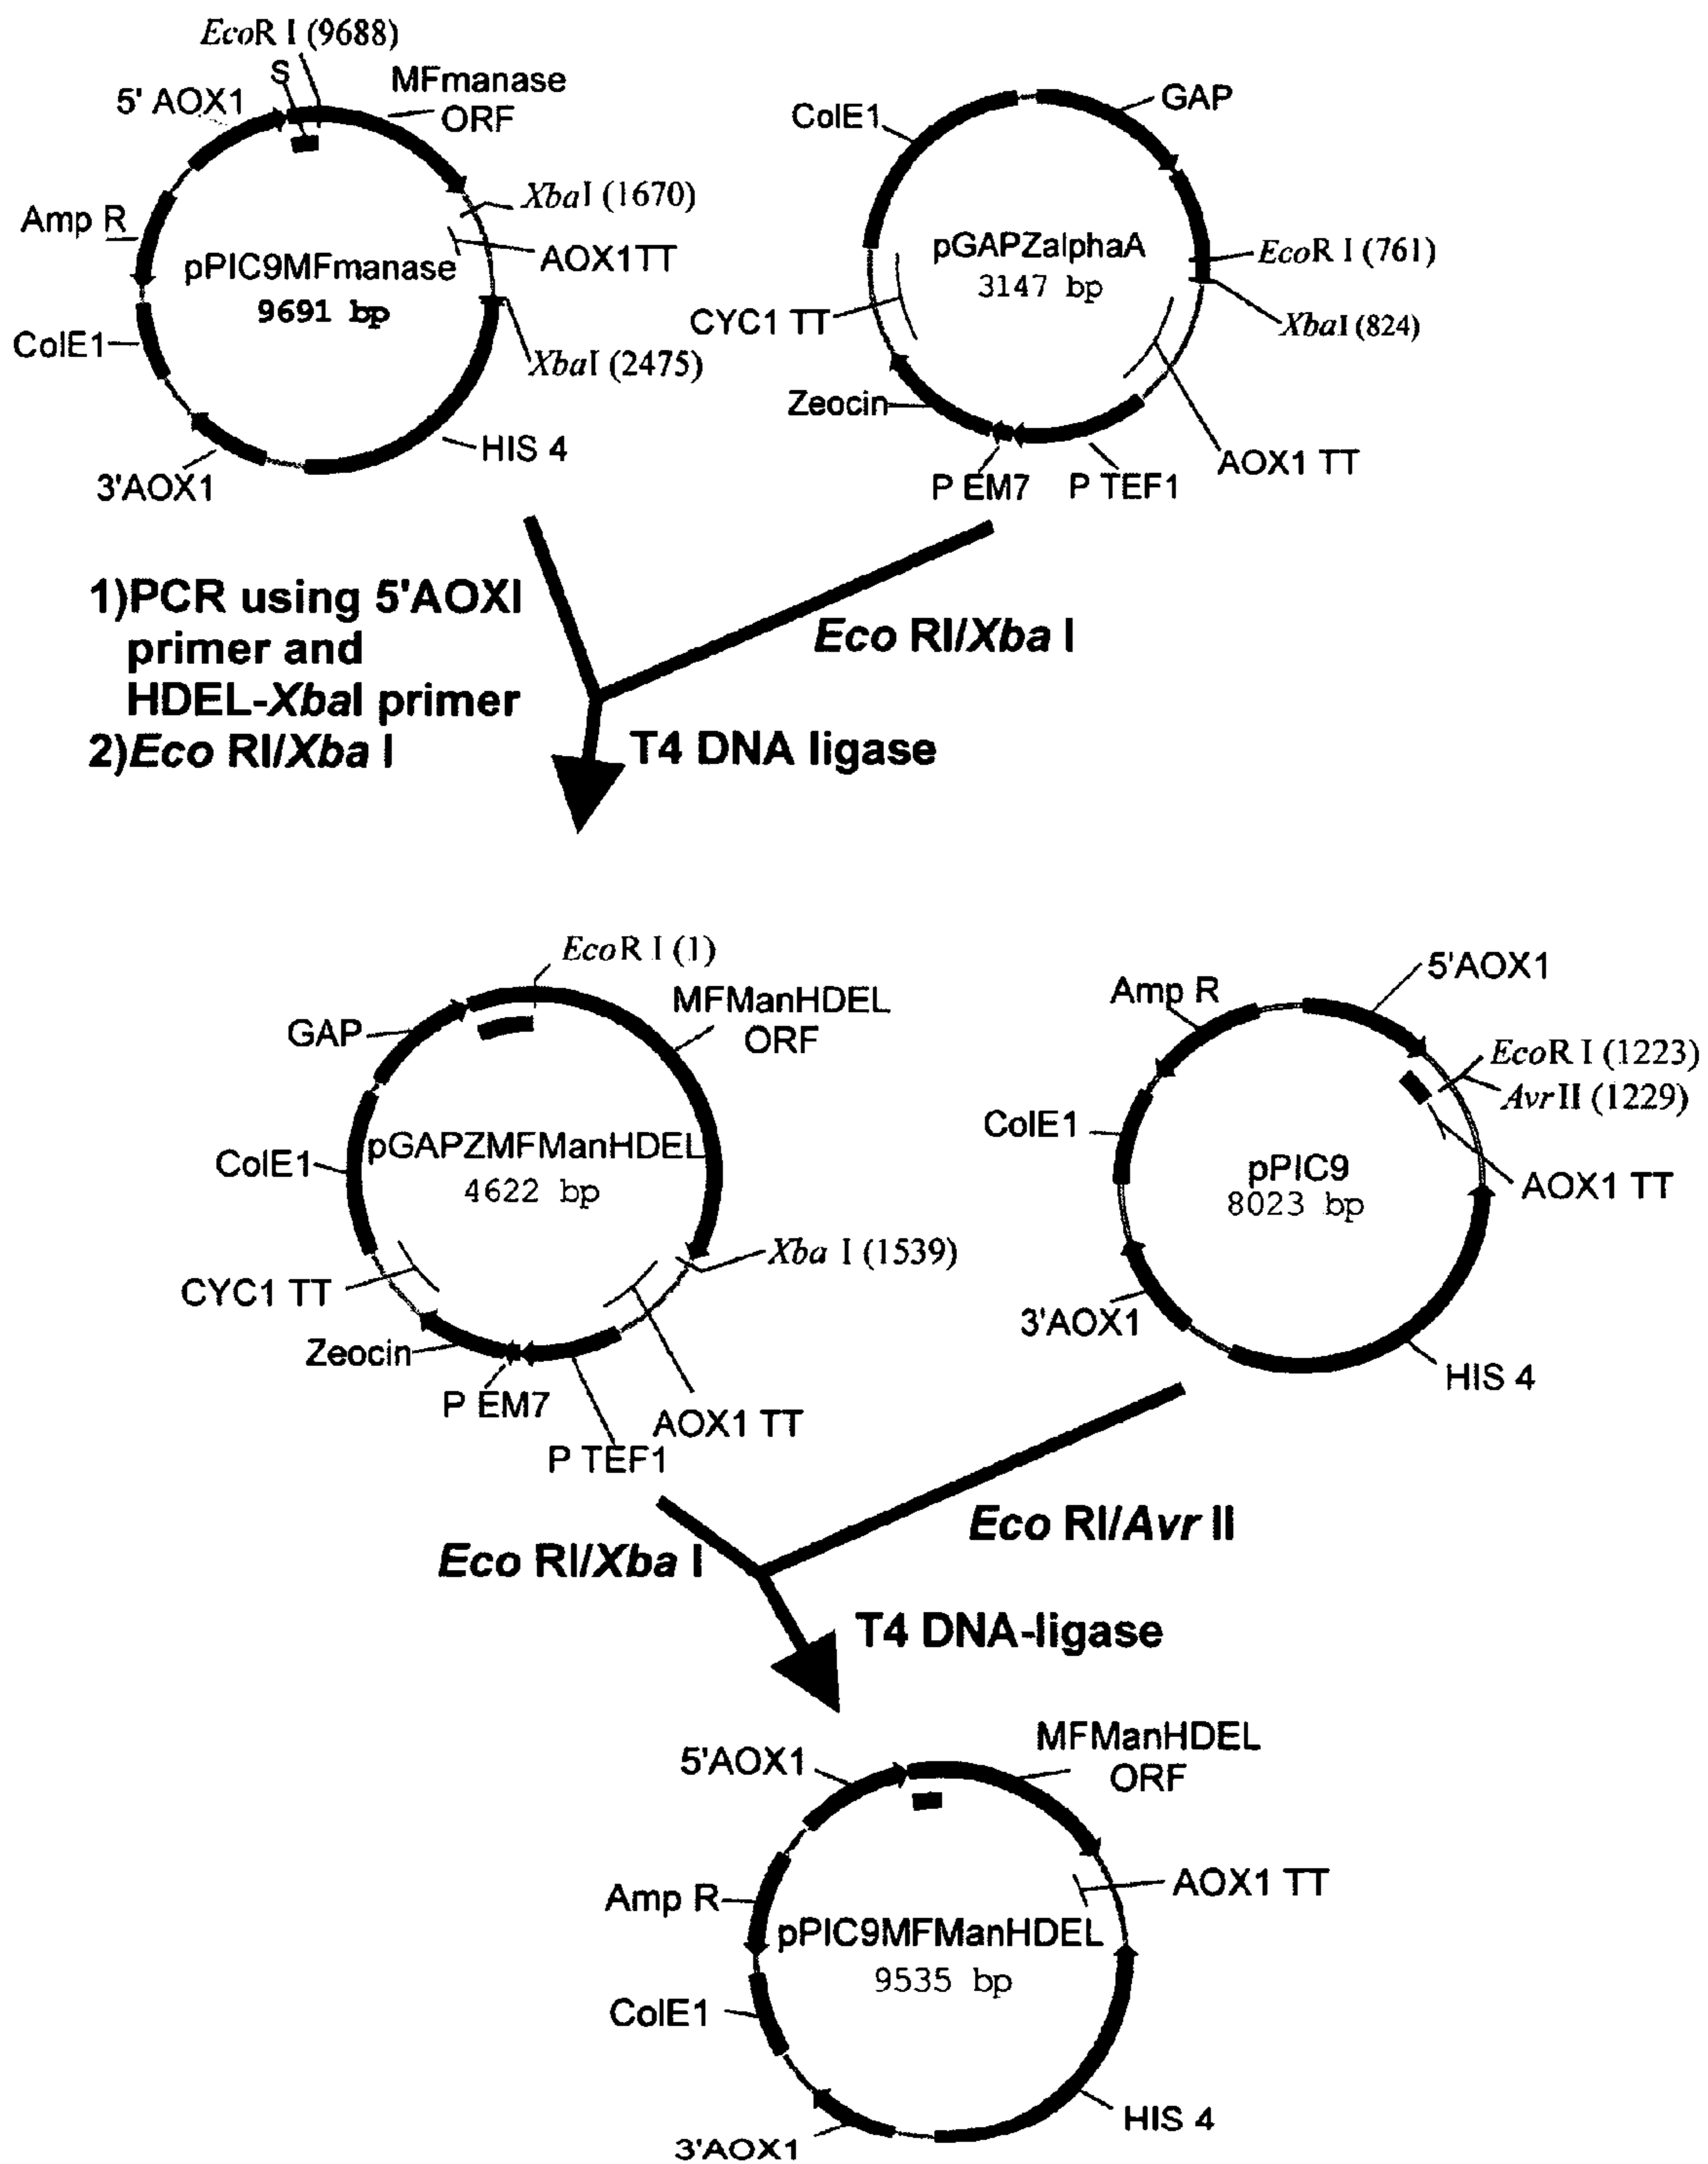 EcoR I (9688)
S
MFmanase
ORF
5' AOX1
XbaI (1670)
Amp R
AOX1TT
pPIC9MFmanase
9691 bp
ColE1
XbaI (2475)
HIS 4
3'AOX1
GAP
ColE1
pGAPZalphaA
3147 bp
EcoR I (761)
CYC1 TT
XbaI (824)
Zeocin
AOX1 TT
P EM7
P TEF1
1)PCR using 5'AOXI
primer and
HDEL-XbaI primer
2)Eco RI/Xba I
Eco RI/Xba I
T4 DNA ligase
EcoR I (1)
MFManHDEL
ORF
GAP
pGAPZMFManHDEL
4622 bp
ColE1
Xba I (1539)
CYC1 TT
Zeocin
P EM7
AOX1 TT
P TEF1
5'AOX1
Amp R
EcoR I (1223)
Avr II (1229)
ColE1
pPIC9
8023 bp
AOX1 TT
3'AOX1
HIS 4
Eco RI/Xba I
Eco RI/Avr II
T4 DNA-ligase
MFManHDEL
ORF
5'AOX1
AOX1 TT
Amp R
pPIC9MFManHDEL
9535 bp
ColE1
HIS 4
3'AOX1